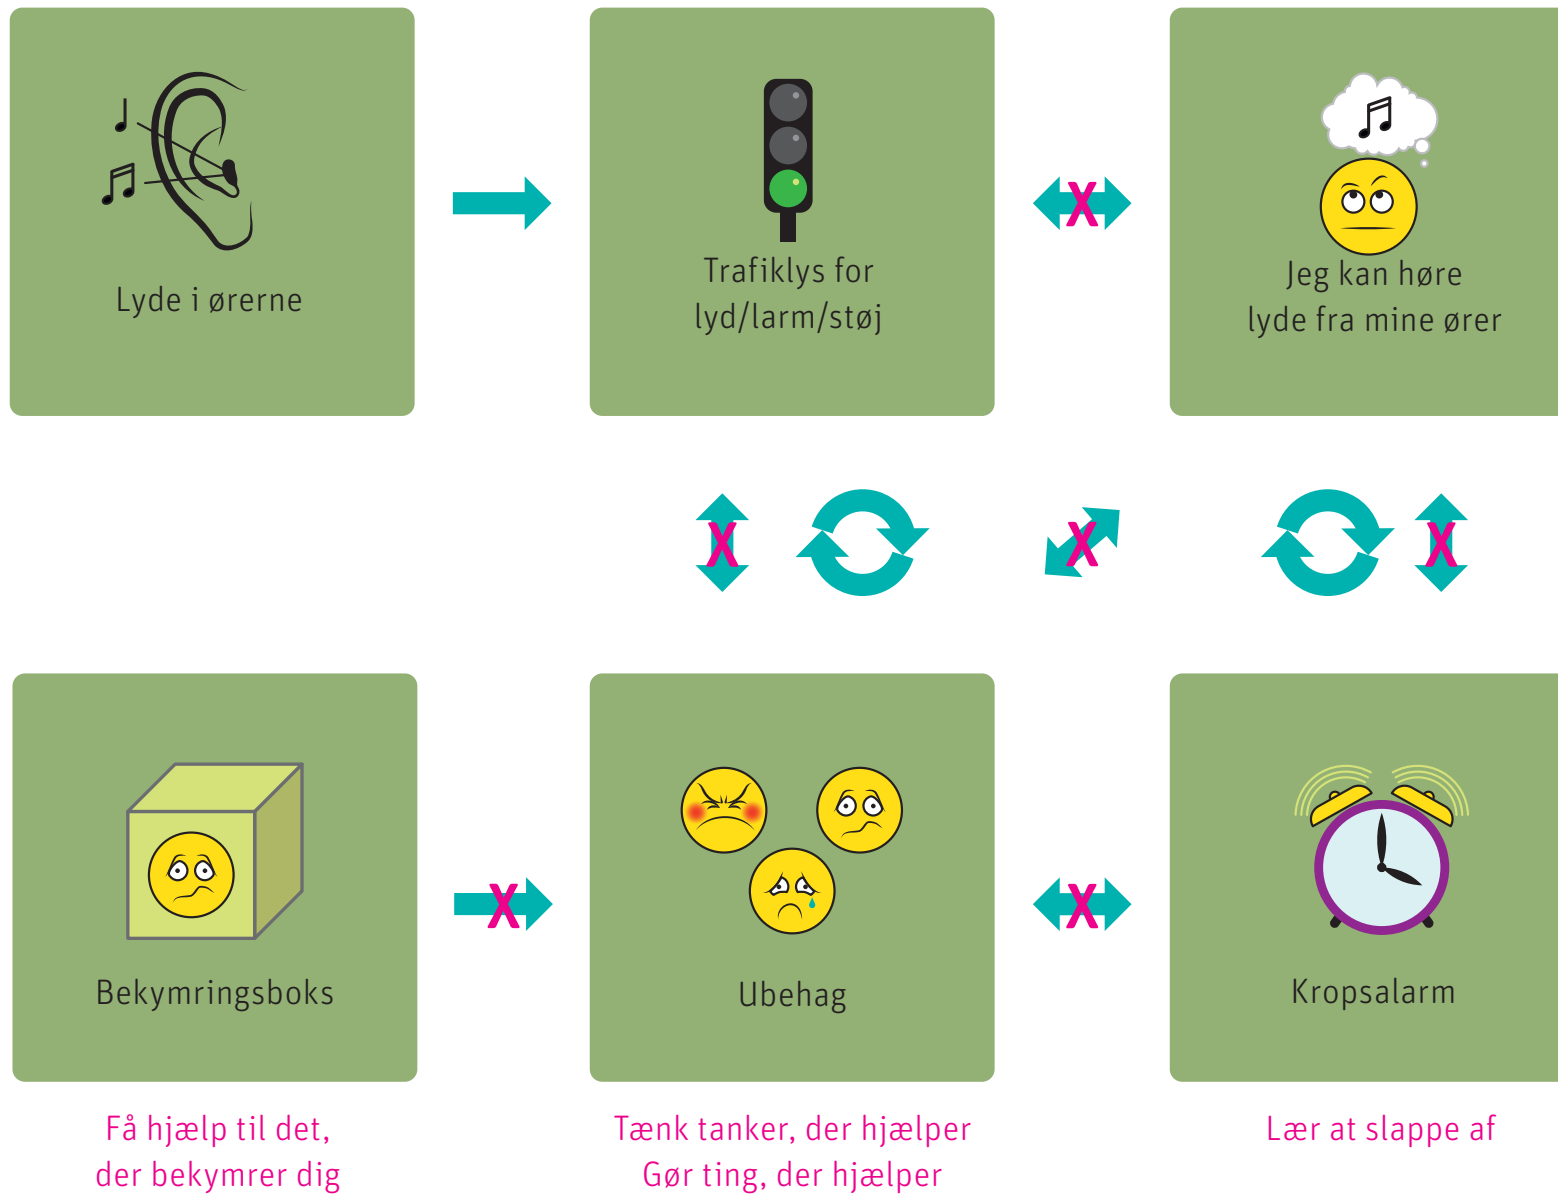 Lyde i ørerne
Trafiklys for
lyd/larm/støj
Jeg kan høre
lyde fra mine ører
X
X
X
X
Bekymringsboks
X
Ubehag
X
Kropsalarm
Få hjælp til det,
der bekymrer dig
Tænk tanker, der hjælper
Gør ting, der hjælper
Lær at slappe af